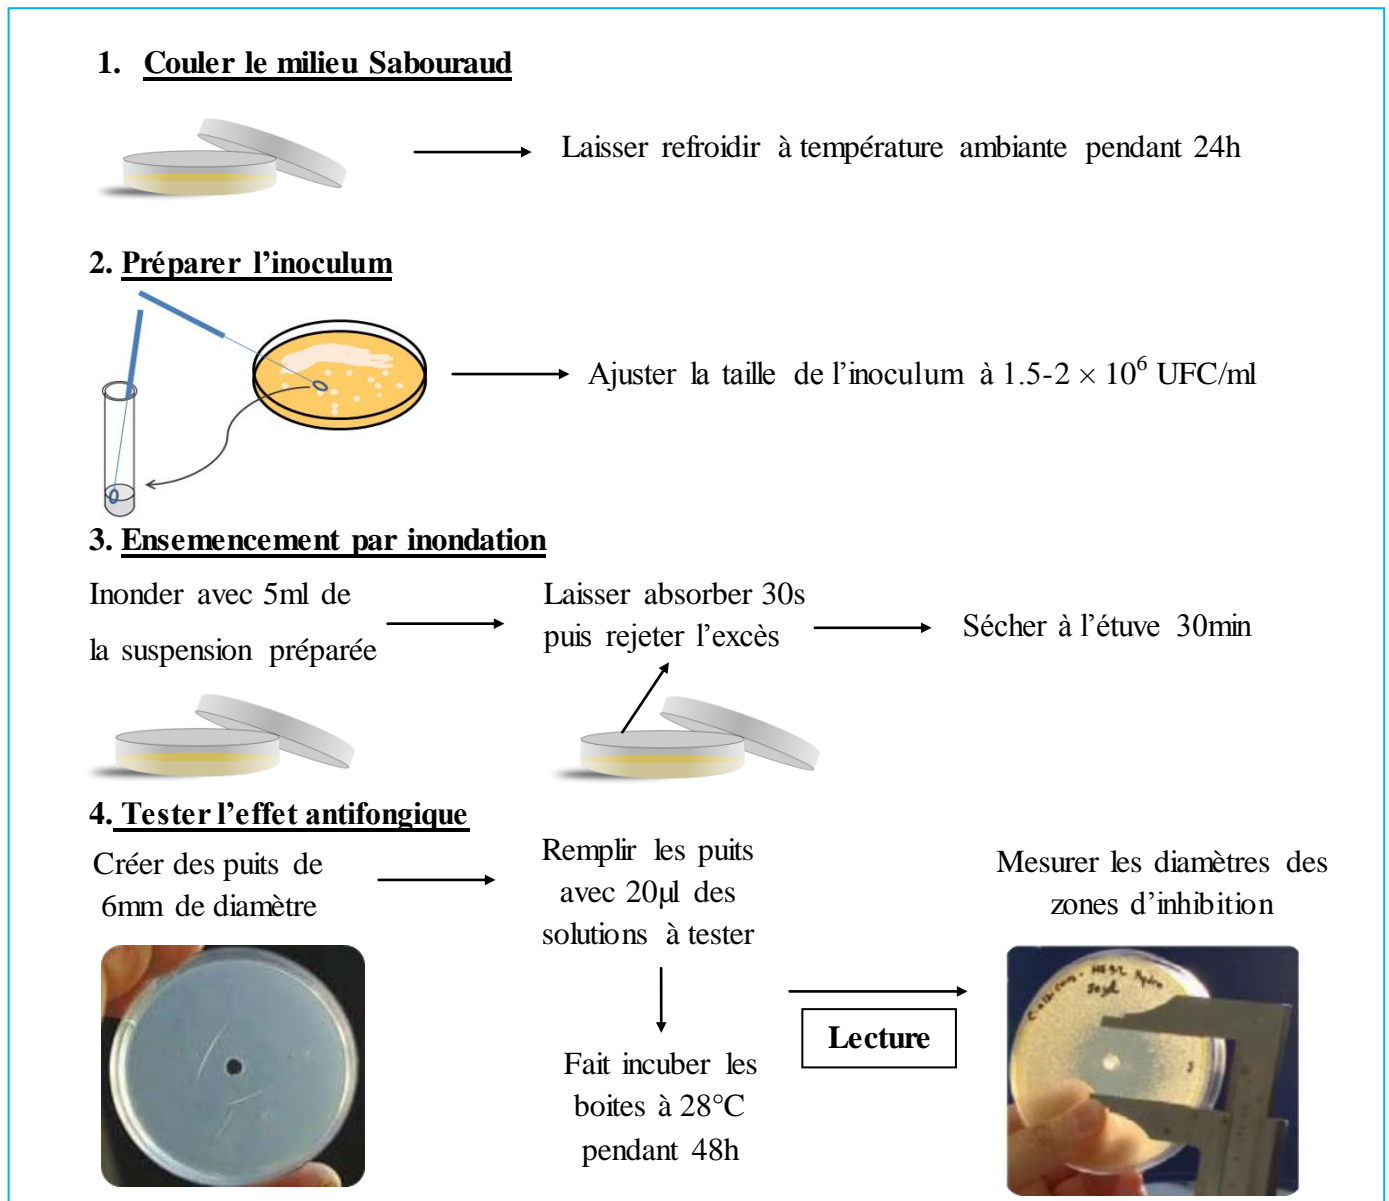 1. Couler le milieu Sabouraud
Laisser refroidir à température ambiante pendant 24h
2. Préparer l’inoculum
Ajuster la taille de l’inoculum à 1.5-2 × 10⁶ UFC/ml
3. Ensemencement par inondation
Inonder avec 5ml de
la suspension préparée
Laisser absorber 30s
puis rejeter l’excès
Sécher à l’étuve 30min
4. Tester l’effet antifongique
Créer des puits de
6mm de diamètre
Remplir les puits
avec 20µl des
solutions à tester
Fait incuber les
boites à 28°C
pendant 48h
Lecture
Mesurer les diamètres des
zones d’inhibition